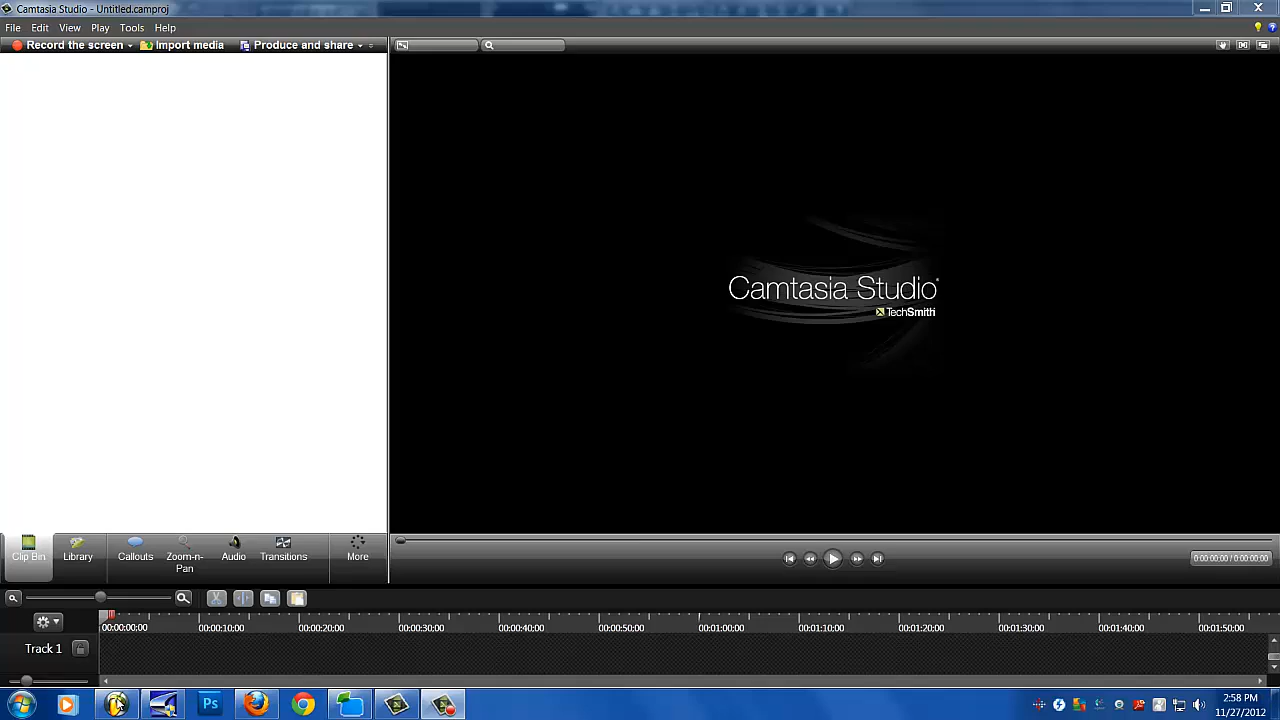 Camtasia Studio - Untitled.camproj
File Edit View Play Tools Help
Record the screen Import media Produce and share
Camtasia Studio
TechSmith
Clip Bin Library Callouts Zoom-n-Pan Audio Transitions More
0:00:00;00 / 0:00:00;00
00:00:00;00 00:00:10;00 00:00:20;00 00:00:30;00 00:00:40;00 00:00:50;00 00:01:00;00 00:01:10;00 00:01:20;00 00:01:30;00 00:01:40;00 00:01:50;00
Track 1
Ps
2:58 PM
11/27/2012